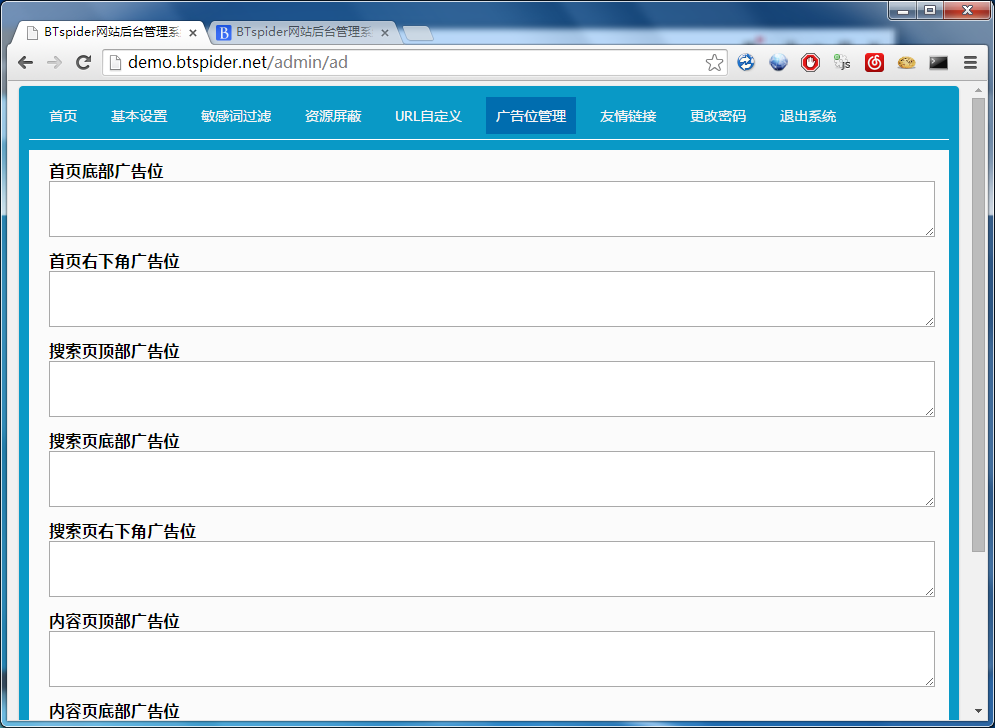 BTspider网站后台管理系
BTspider网站后台管理系
demo.btspider.net/admin/ad
js
首页 基本设置 敏感词过滤 资源屏蔽 URL自定义 广告位管理 友情链接 更改密码 退出系统
首页底部广告位
首页右下角广告位
搜索页顶部广告位
搜索页底部广告位
搜索页右下角广告位
内容页顶部广告位
内容页底部广告位